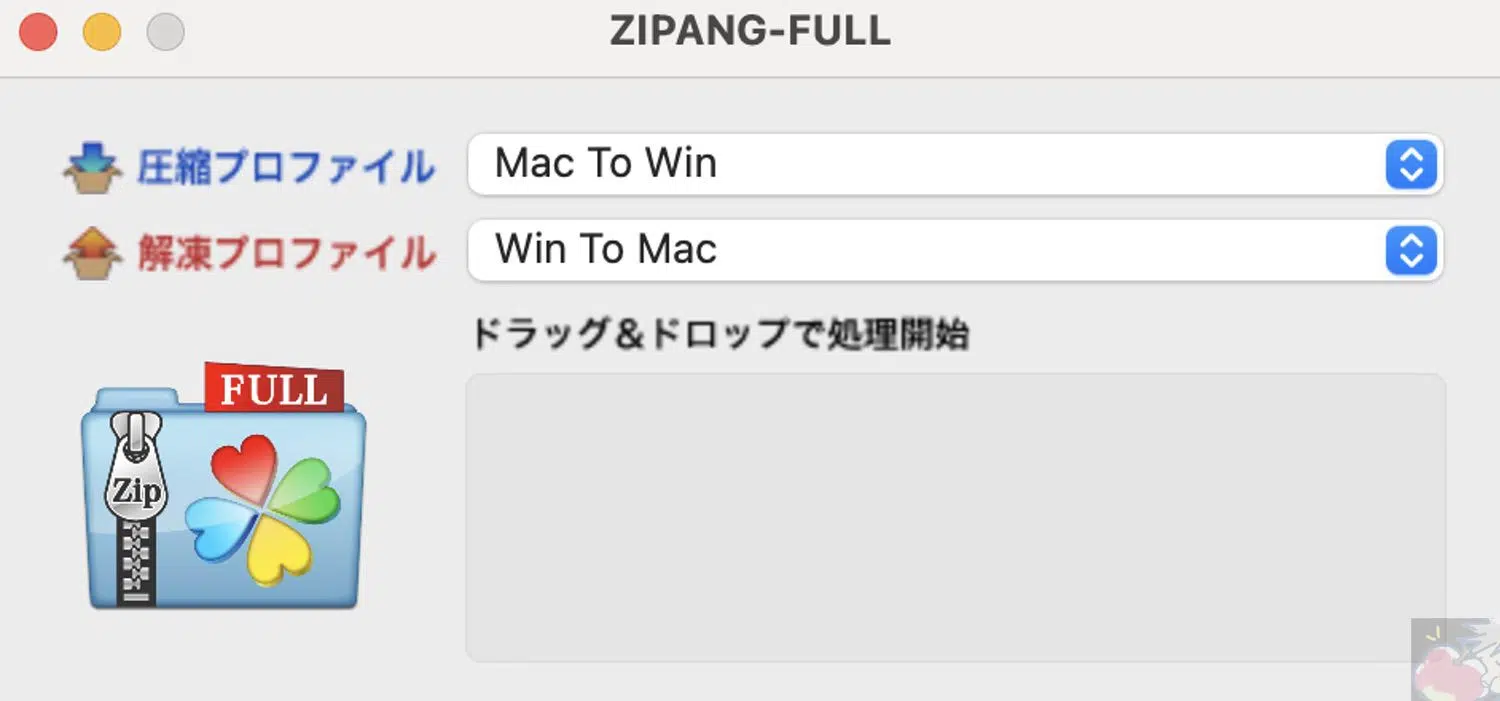 ZIPANG-FULL
圧縮プロファイル Mac To Win
解凍プロファイル Win To Mac
ドラッグ&ドロップで処理開始
FULL
Zip